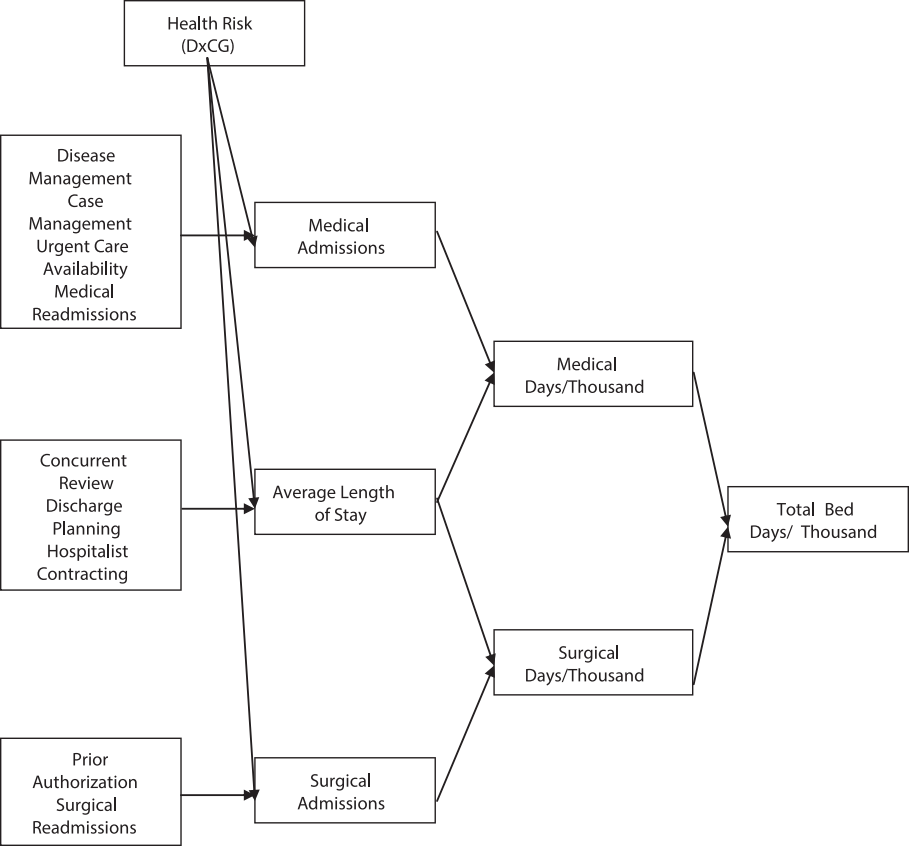 Health Risk
(DxCG)
Disease
Management
Case
Management
Urgent Care
Availability
Medical
Readmissions
Medical
Admissions
Medical
Days/Thousand
Concurrent
Review
Discharge
Planning
Hospitalist
Contracting
Average Length
of Stay
Total Bed
Days/ Thousand
Surgical
Days/Thousand
Prior
Authorization
Surgical
Readmissions
Surgical
Admissions